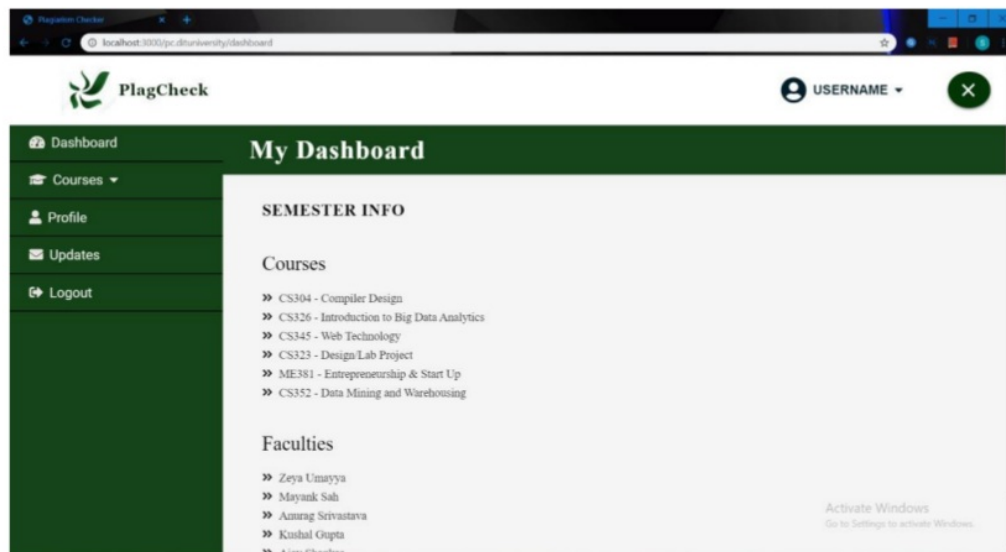 Plagiarism Checker
localhost:3000/pc.dituniversity/dashboard
PlagCheck
USERNAME
Dashboard
Courses
Profile
Updates
Logout
My Dashboard
SEMESTER INFO
Courses
CS304 - Compiler Design
CS326 - Introduction to Big Data Analytics
CS345 - Web Technology
CS323 - Design/Lab Project
ME381 - Entrepreneurship & Start Up
CS352 - Data Mining and Warehousing
Faculties
Zeya Umayya
Mayank Sah
Anurag Srivastava
Kushal Gupta
Activate Windows
Go to Settings to activate Windows.